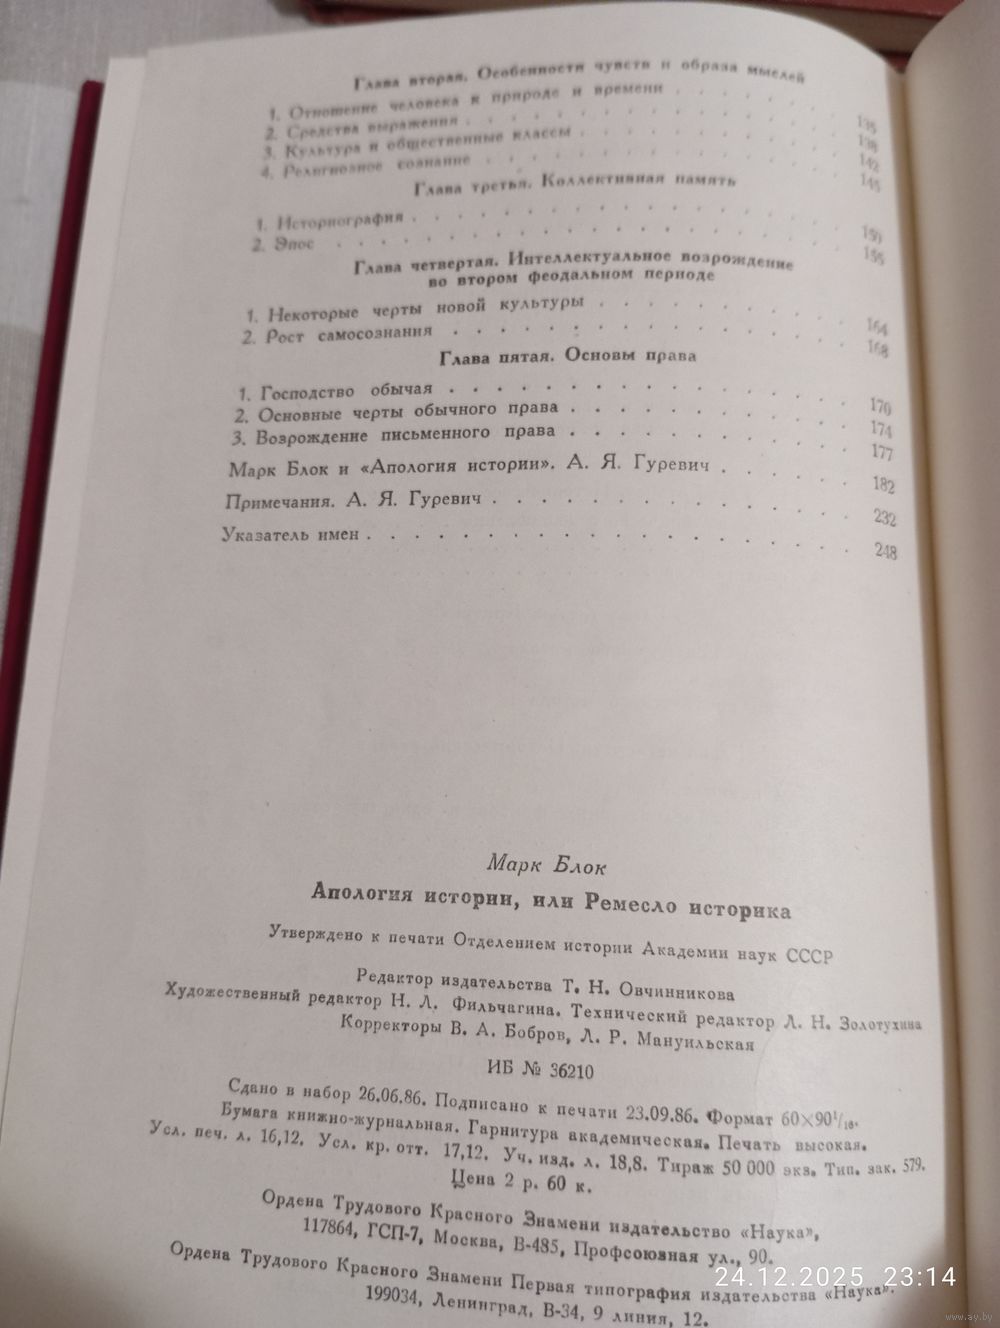 Глава вторая. Особенности чувств и образа мыслей
1. Отношение человека к природе и времени . . . . . . . 135
2. Средства выражения . . . . . . . . . . . . . . . 138
3. Культура и общественные классы . . . . . . . . . . 142
4. Религиозное сознание . . . . . . . . . . . . . . 145
Глава третья. Коллективная память
1. Историография . . . . . . . . . . . . . . . . . 150
2. Эпос . . . . . . . . . . . . . . . . . . . . . 155
Глава четвертая. Интеллектуальное возрождение
во втором феодальном периоде
1. Некоторые черты новой культуры . . . . . . . . . . 164
2. Рост самосознания . . . . . . . . . . . . . . . 168
Глава пятая. Основы права
1. Господство обычая . . . . . . . . . . . . . . . 170
2. Основные черты обычного права . . . . . . . . . . 174
3. Возрождение письменного права . . . . . . . . . . 177
Марк Блок и «Апология истории». А. Я. Гуревич . . . . . . 182
Примечания. А. Я. Гуревич . . . . . . . . . . . . . 232
Указатель имен . . . . . . . . . . . . . . . . . 248
Марк Блок
Апология истории, или Ремесло историка
Утверждено к печати Отделением истории Академии наук СССР
Редактор издательства Т. Н. Овчинникова
Художественный редактор Н. Л. Фильчагина. Технический редактор Л. Н. Золотухина
Корректоры В. А. Бобров, Л. Р. Мануильская
ИБ № 36210
Сдано в набор 26.06.86. Подписано к печати 23.09.86. Формат 60×90¹/₁₆.
Бумага книжно-журнальная. Гарнитура академическая. Печать высокая.
Усл. печ. л. 16,12. Усл. кр. отт. 17,12. Уч. изд. л. 18,8. Тираж 50 000 экз. Тип. зак. 579.
Цена 2 р. 60 к.
Ордена Трудового Красного Знамени издательство «Наука»,
117864, ГСП-7, Москва, В-485, Профсоюзная ул., 90.
Ордена Трудового Красного Знамени Первая типография издательства «Наука».
199034, Ленинград, В-34, 9 линия, 12.
24.12.2025 23:14
www.ay.by